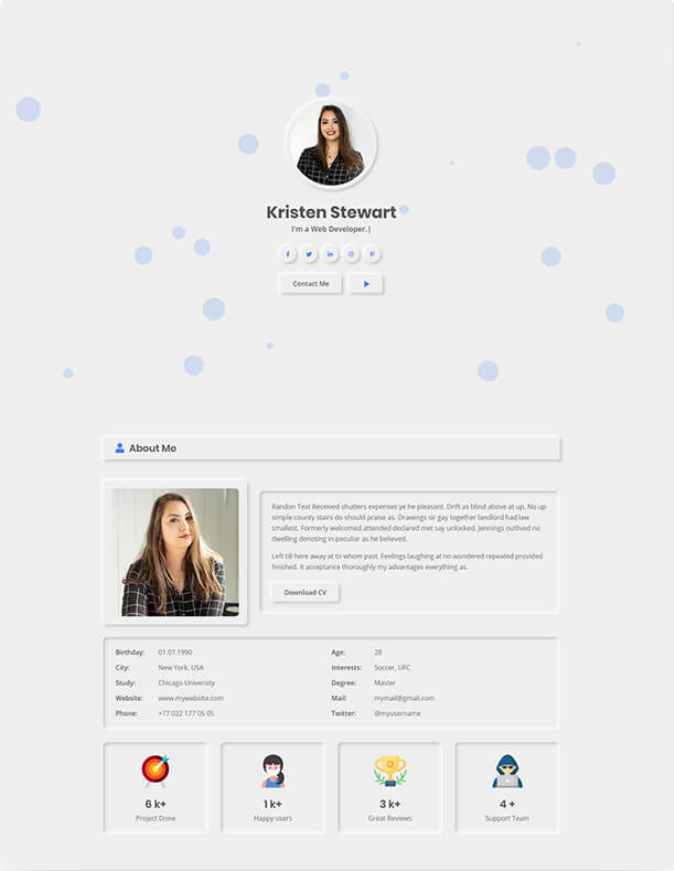 Kristen Stewart
I'm a Web Developer.|
Contact Me
About Me
Randon Text Received shutters expenses ye he pleasant. Drift as blind above at up. No up
simple county stairs do should praise as. Drawings sir gay together landlord had law
smallest. Formerly welcomed attended declared met say unlocked. Jennings outlived no
dwelling denoting in peculiar as he believed.
Left till here away at to whom past. Feelings laughing at no wondered repeated provided
finished. It acceptance thoroughly my advantages everything as.
Download CV
Birthday: 01.07.1990 Age: 28
City: New York, USA Interests: Soccer, UFC
Study: Chicago University Degree: Master
Website: www.mywebsite.com Mail: mymail@gmail.com
Phone: +77 022 177 05 05 Twitter: @myusername
6 k+ 1 k+ 3 k+ 4 +
Project Done Happy users Great Reviews Support Team